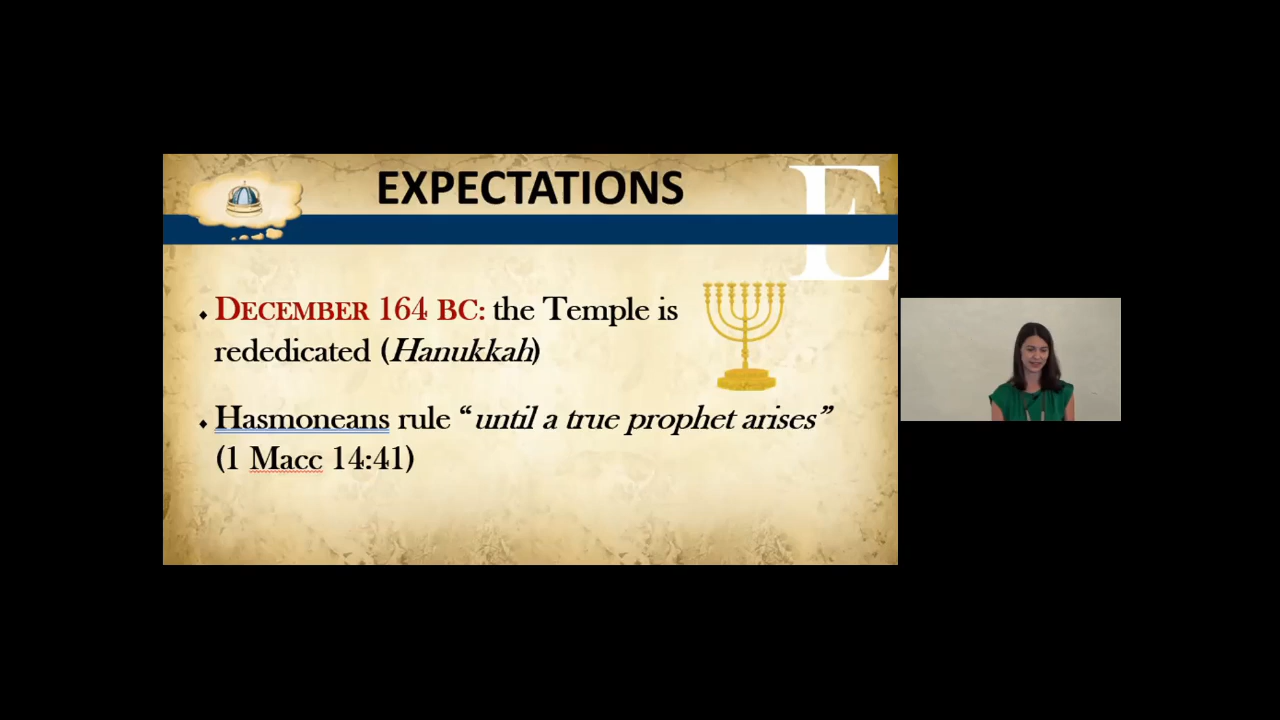 EXPECTATIONS
E
⬥ DECEMBER 164 BC: the Temple is
rededicated (Hanukkah)
⬥ Hasmoneans rule “until a true prophet arises”
(1 Macc 14:41)